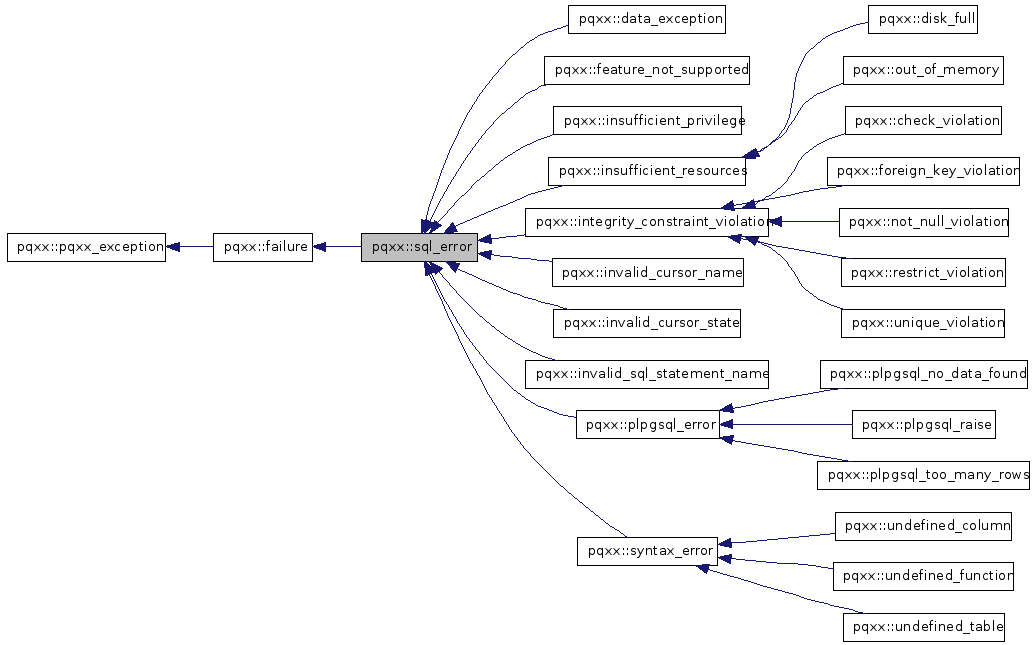 pqxx::pqxx_exception
pqxx::failure
pqxx::sql_error
pqxx::data_exception
pqxx::feature_not_supported
pqxx::insufficient_privilege
pqxx::insufficient_resources
pqxx::integrity_constraint_violation
pqxx::invalid_cursor_name
pqxx::invalid_cursor_state
pqxx::invalid_sql_statement_name
pqxx::plpgsql_error
pqxx::syntax_error
pqxx::disk_full
pqxx::out_of_memory
pqxx::check_violation
pqxx::foreign_key_violation
pqxx::not_null_violation
pqxx::restrict_violation
pqxx::unique_violation
pqxx::plpgsql_no_data_found
pqxx::plpgsql_raise
pqxx::plpgsql_too_many_rows
pqxx::undefined_column
pqxx::undefined_function
pqxx::undefined_table